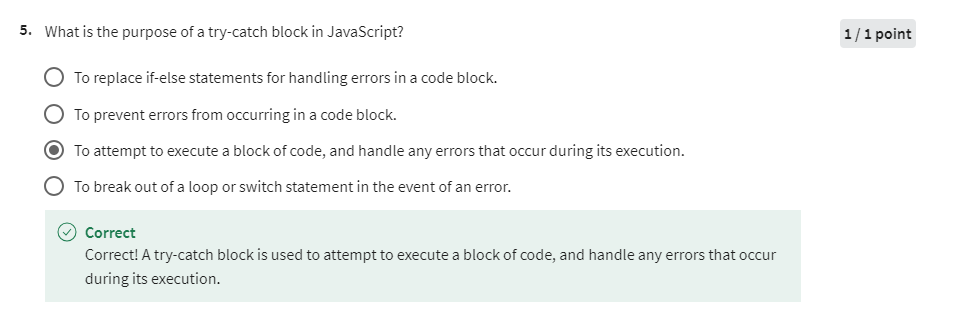 5. What is the purpose of a try-catch block in JavaScript?
1 / 1 point
To replace if-else statements for handling errors in a code block.
To prevent errors from occurring in a code block.
To attempt to execute a block of code, and handle any errors that occur during its execution.
To break out of a loop or switch statement in the event of an error.
Correct
Correct! A try-catch block is used to attempt to execute a block of code, and handle any errors that occur
during its execution.